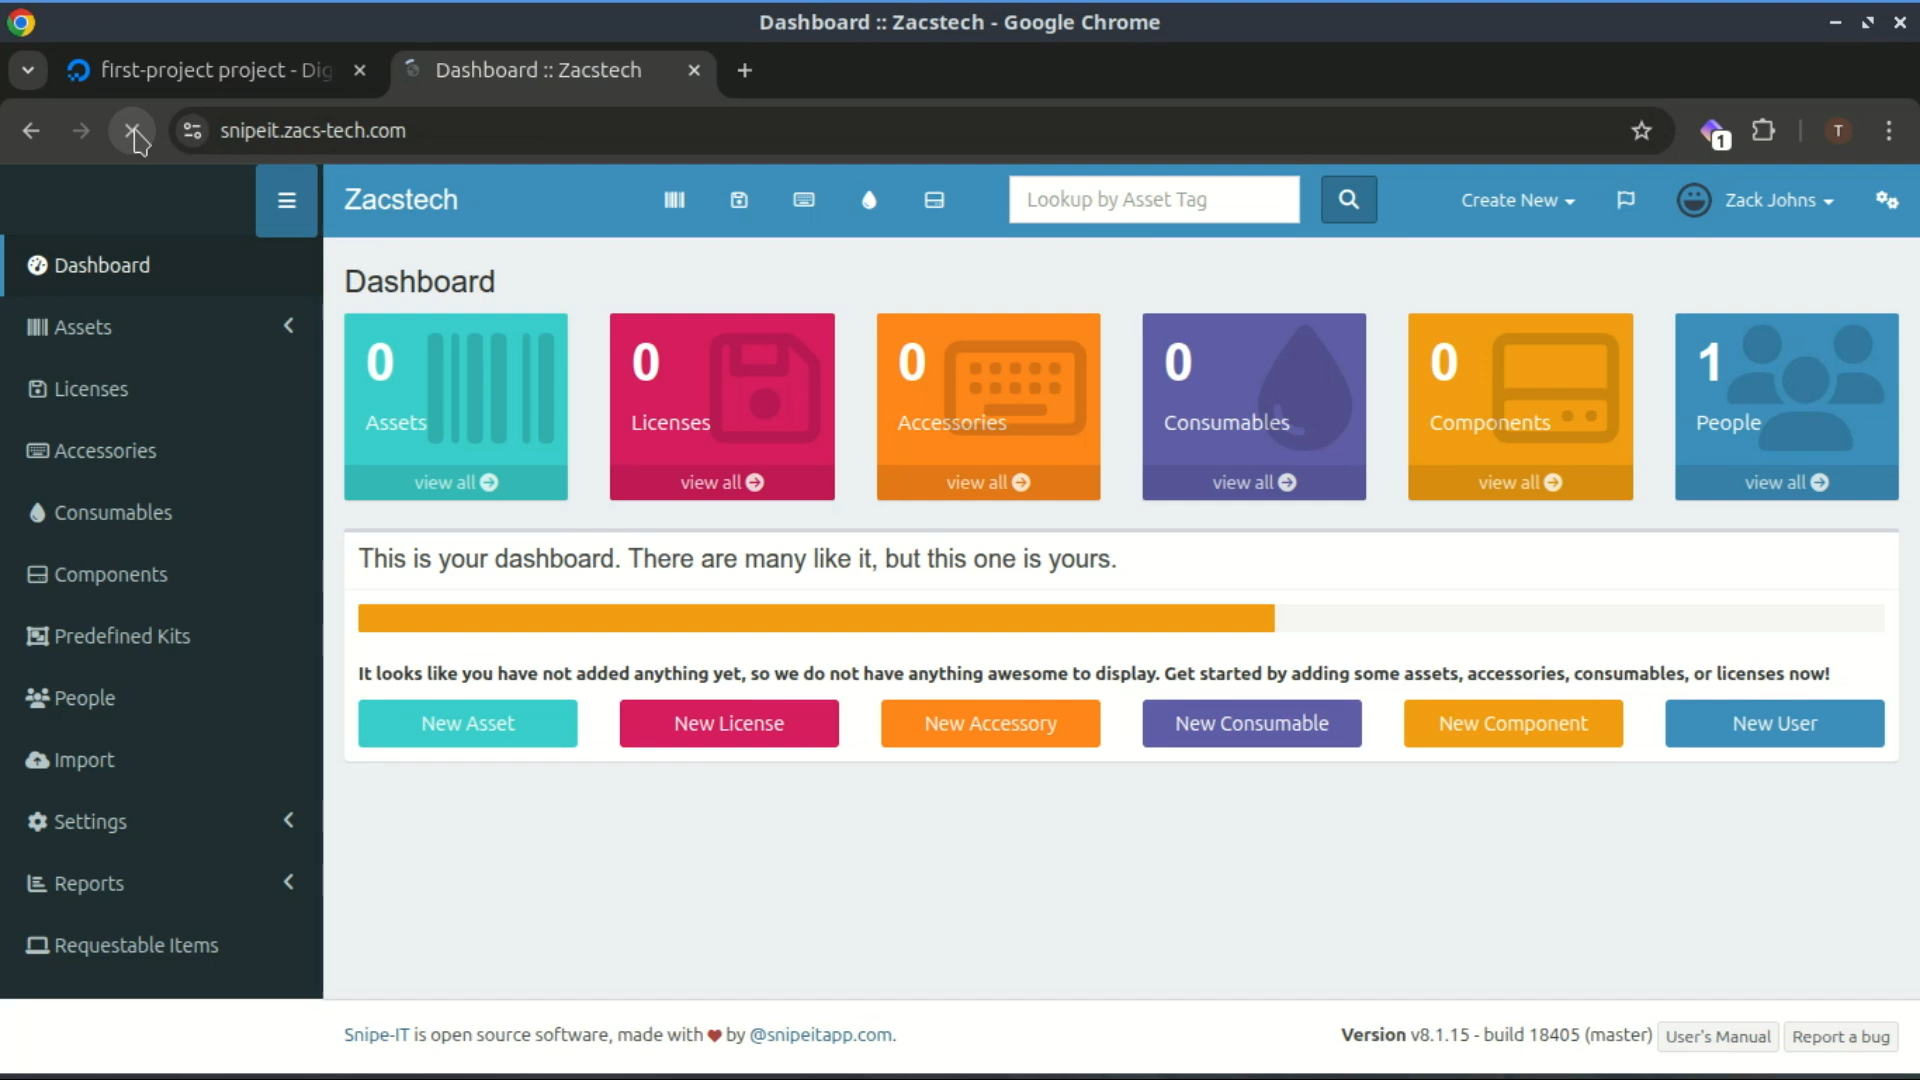 Dashboard :: Zacstech - Google Chrome
first-project project - Dig
Dashboard :: Zacstech
snipeit.zacs-tech.com
1
T
Zacstech
Lookup by Asset Tag
Create New
Zack Johns
Dashboard
Assets
Licenses
Accessories
Consumables
Components
Predefined Kits
People
Import
Settings
Reports
Requestable Items
Dashboard
0
Assets
view all
0
Licenses
view all
0
Accessories
view all
0
Consumables
view all
0
Components
view all
1
People
view all
This is your dashboard. There are many like it, but this one is yours.
It looks like you have not added anything yet, so we do not have anything awesome to display. Get started by adding some assets, accessories, consumables, or licenses now!
New Asset
New License
New Accessory
New Consumable
New Component
New User
Snipe-IT is open source software, made with ♥ by @snipeitapp.com.
Version v8.1.15 - build 18405 (master)
User's Manual
Report a bug